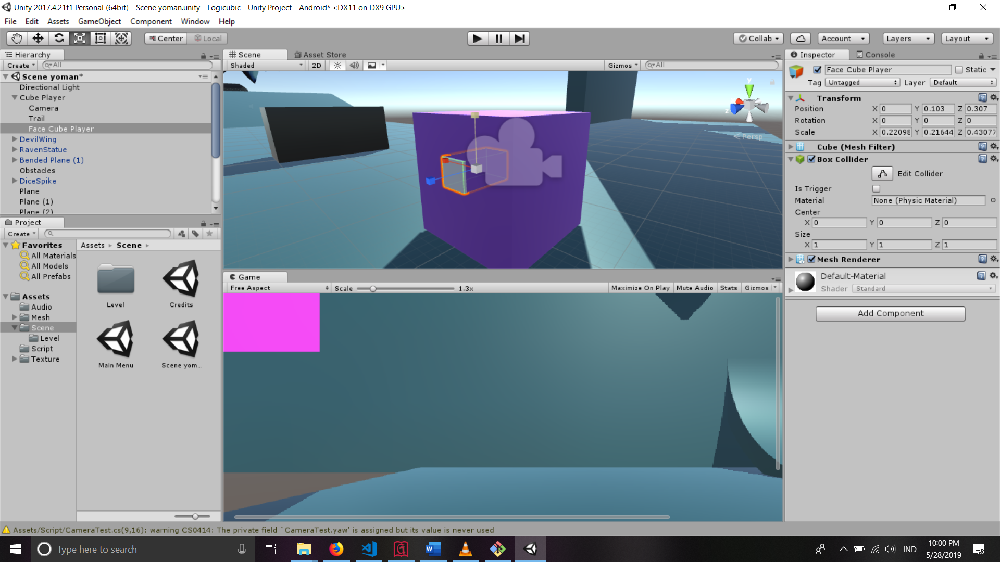 Unity 2017.4.21f1 Personal (64bit) - Scene yoman.unity - Logicubic - Unity Project - Android* <DX11 on DX9 GPU>
File Edit Assets GameObject Component Window Help
Center Local Collab Account Layers Layout
Hierarchy
Create All
Scene yoman*
Directional Light
Cube Player
Camera
Trail
Face Cube Player
DevilWing
RavenStatue
Bended Plane (1)
Obstacles
DiceSpike
Plane
Plane (1)
Plane (2)
Project
Create
Favorites
All Materials
All Models
All Prefabs
Assets
Audio
Mesh
Scene
Level
Script
Texture
Assets Scene
Level
Credits
Main Menu
Scene yom...
Scene Asset Store
Shaded 2D Gizmos All
y
z
Persp
Game
Free Aspect Scale 1.3x Maximize On Play Mute Audio Stats Gizmos
Inspector Console
Face Cube Player Static
Tag Untagged Layer Default
Transform
Position X 0 Y 0.103 Z 0.307
Rotation X 0 Y 0 Z 0
Scale X 0.22098 Y 0.21644 Z 0.43077
Cube (Mesh Filter)
Box Collider
Edit Collider
Is Trigger
Material None (Physic Material)
Center
X 0 Y 0 Z 0
Size
X 1 Y 1 Z 1
Mesh Renderer
Default-Material
Shader Standard
Add Component
Assets/Script/CameraTest.cs(9,16): warning CS0414: The private field `CameraTest.yaw' is assigned but its value is never used
Type here to search
IND
10:00 PM
5/28/2019